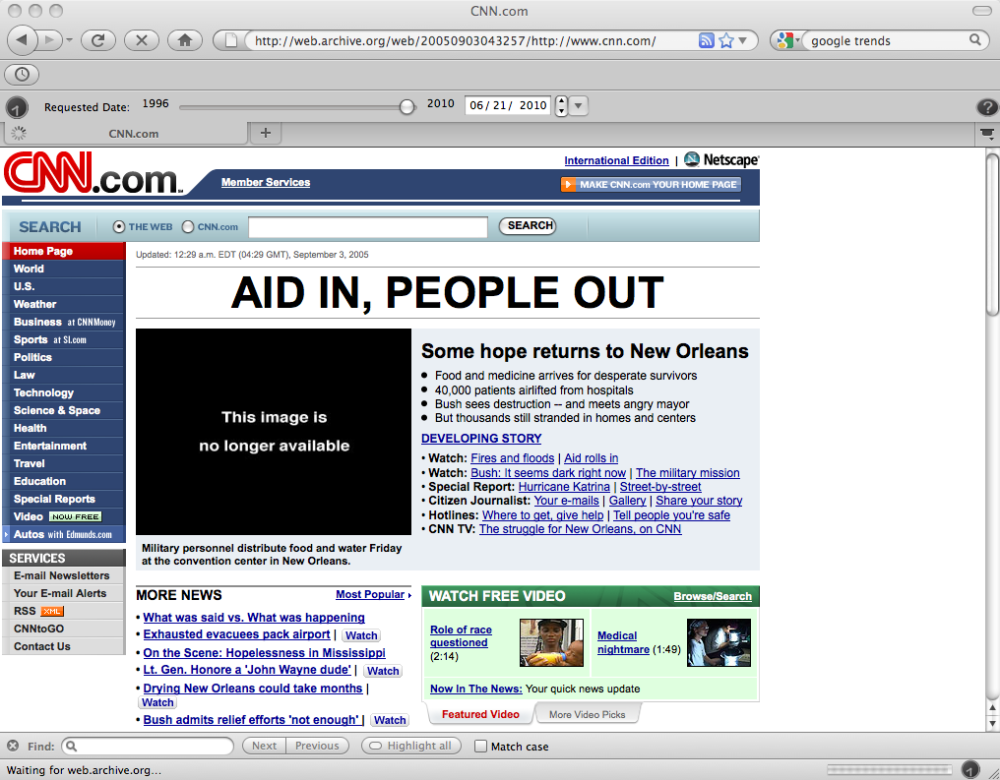 CNN.com
http://web.archive.org/web/20050903043257/http://www.cnn.com/
google trends
Requested Date: 1996 2010 06/21/ 2010
CNN.com
International Edition | Netscape
CNN.com
Member Services
MAKE CNN.com YOUR HOME PAGE
SEARCH THE WEB CNN.com SEARCH
Home Page
World
U.S.
Weather
Business at CNNMoney
Sports at SI.com
Politics
Law
Technology
Science & Space
Health
Entertainment
Travel
Education
Special Reports
Video NOW FREE
Autos with Edmunds.com
SERVICES
E-mail Newsletters
Your E-mail Alerts
RSS XML
CNNtoGO
Contact Us
Updated: 12:29 a.m. EDT (04:29 GMT), September 3, 2005
AID IN, PEOPLE OUT
This image is
no longer available
Military personnel distribute food and water Friday
at the convention center in New Orleans.
Some hope returns to New Orleans
• Food and medicine arrives for desperate survivors
• 40,000 patients airlifted from hospitals
• Bush sees destruction -- and meets angry mayor
• But thousands still stranded in homes and centers
DEVELOPING STORY
• Watch: Fires and floods | Aid rolls in
• Watch: Bush: It seems dark right now | The military mission
• Special Report: Hurricane Katrina | Street-by-street
• Citizen Journalist: Your e-mails | Gallery | Share your story
• Hotlines: Where to get, give help | Tell people you're safe
• CNN TV: The struggle for New Orleans, on CNN
MORE NEWS Most Popular
• What was said vs. What was happening
• Exhausted evacuees pack airport | Watch
• On the Scene: Hopelessness in Mississippi
• Lt. Gen. Honore a 'John Wayne dude' | Watch
• Drying New Orleans could take months |
Watch
• Bush admits relief efforts 'not enough' | Watch
WATCH FREE VIDEO Browse/Search
Role of race
questioned
(2:14)
Medical
nightmare (1:49)
Now In The News: Your quick news update
Featured Video More Video Picks
Find: Next Previous Highlight all Match case
Waiting for web.archive.org...